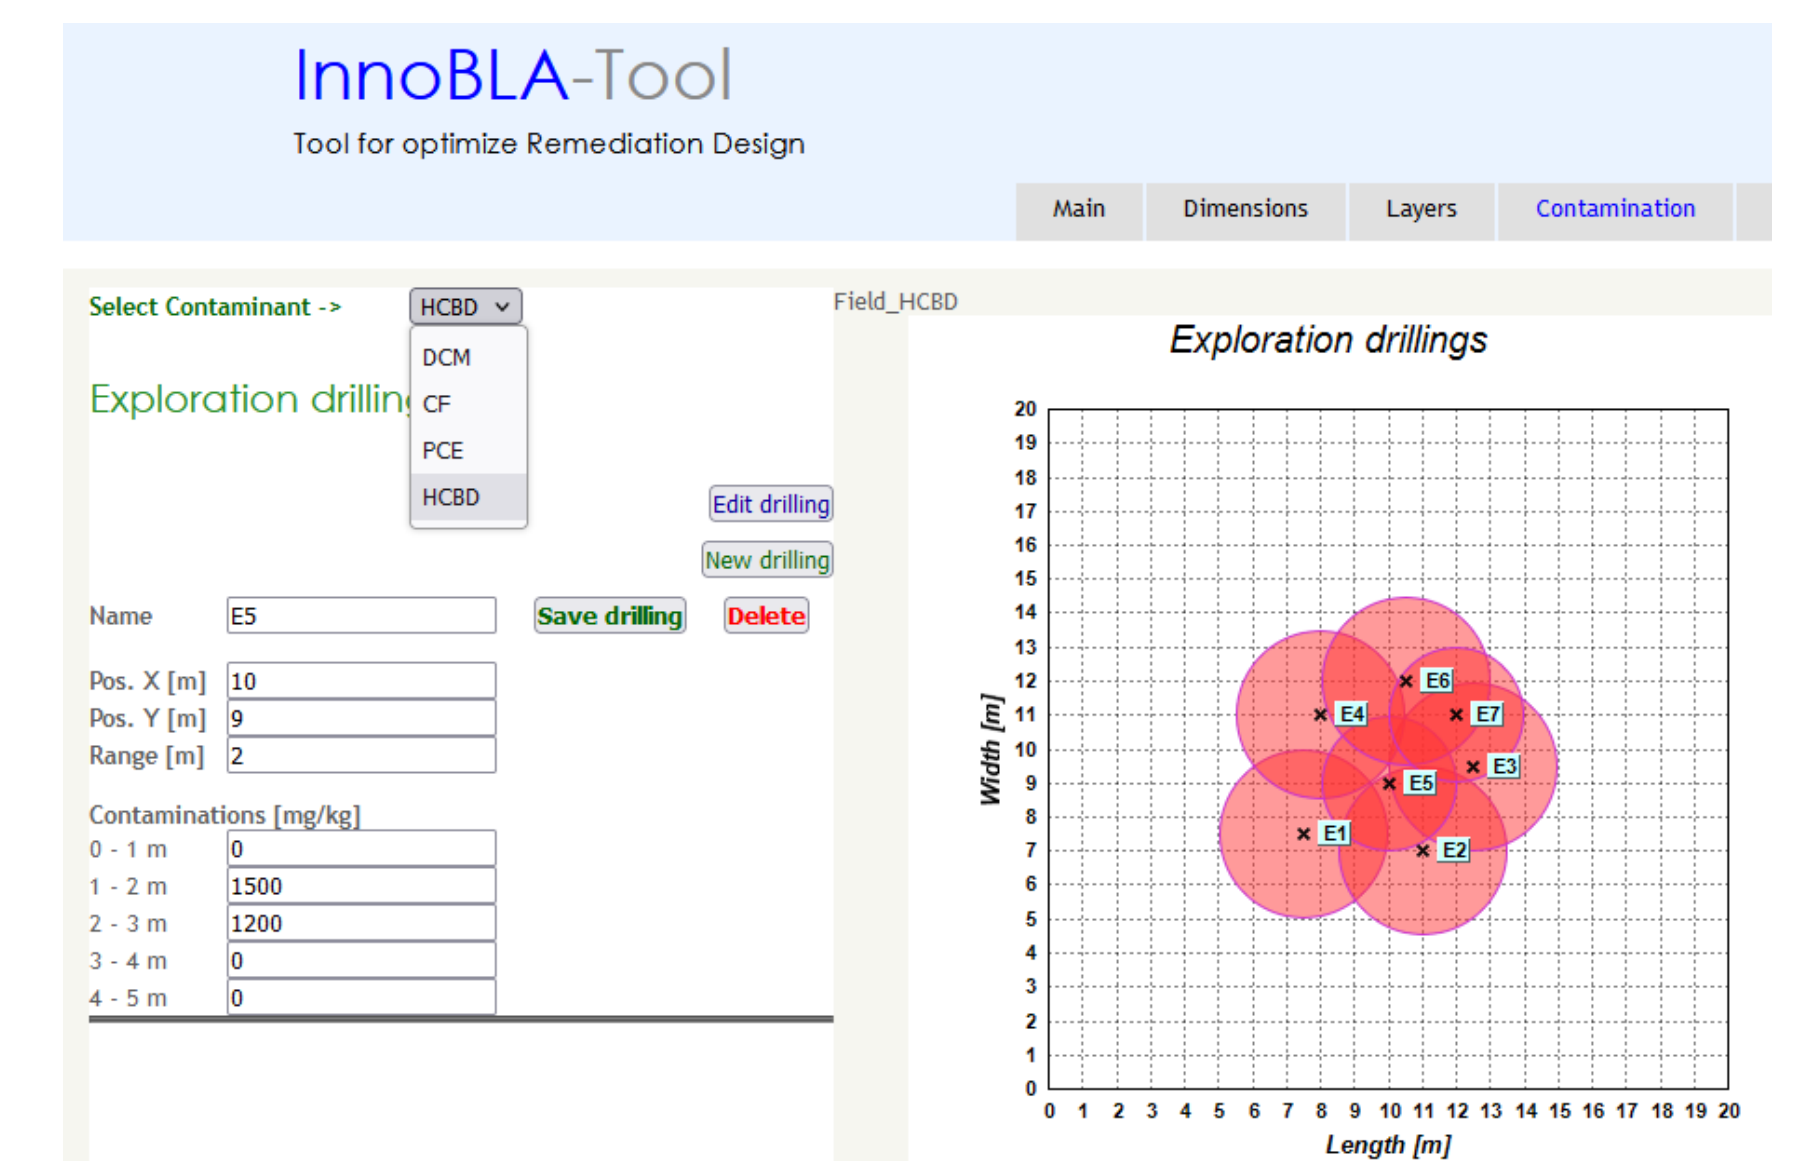 InnoBLA-Tool
Tool for optimize Remediation Design
Main Dimensions Layers Contamination
Select Contaminant -> HCBD
DCM
CF
PCE
HCBD
Exploration drillin
Edit drilling
New drilling
Name E5 Save drilling Delete
Pos. X [m] 10
Pos. Y [m] 9
Range [m] 2
Contaminations [mg/kg]
0 - 1 m 0
1 - 2 m 1500
2 - 3 m 1200
3 - 4 m 0
4 - 5 m 0
Field_HCBD
Exploration drillings
20
19
18
17
16
15
14
13
12
11
10
9
8
7
6
5
4
3
2
1
0
Width [m]
E6
E4
E7
E3
E5
E1
E2
0 1 2 3 4 5 6 7 8 9 10 11 12 13 14 15 16 17 18 19 20
Length [m]